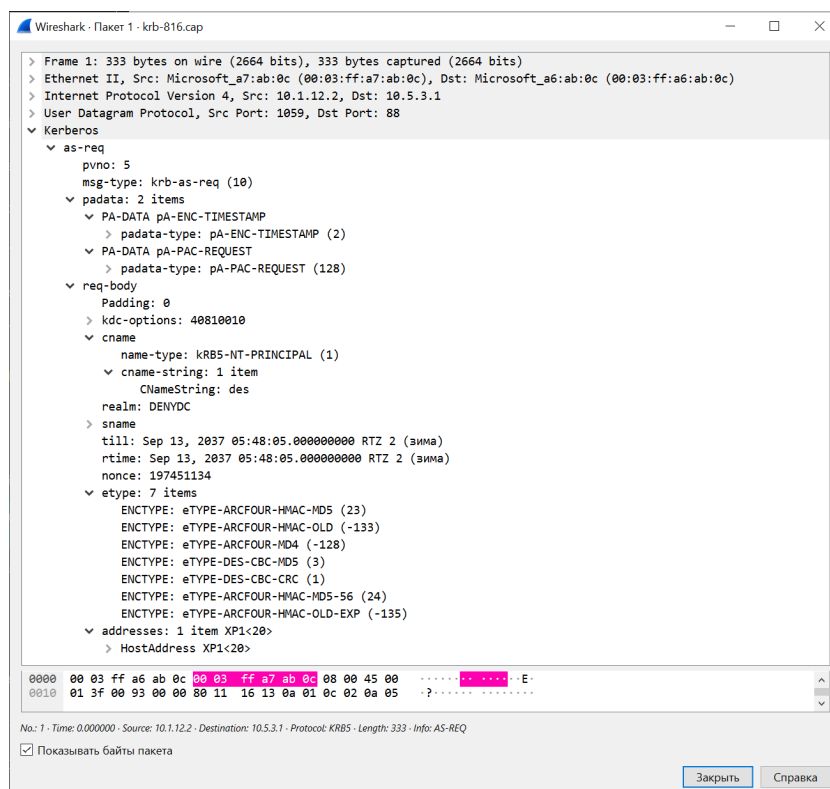 Wireshark · Пакет 1 · krb-816.cap
Frame 1: 333 bytes on wire (2664 bits), 333 bytes captured (2664 bits)
Ethernet II, Src: Microsoft_a7:ab:0c (00:03:ff:a7:ab:0c), Dst: Microsoft_a6:ab:0c (00:03:ff:a6:ab:0c)
Internet Protocol Version 4, Src: 10.1.12.2, Dst: 10.5.3.1
User Datagram Protocol, Src Port: 1059, Dst Port: 88
Kerberos
as-req
pvno: 5
msg-type: krb-as-req (10)
padata: 2 items
PA-DATA pA-ENC-TIMESTAMP
padata-type: pA-ENC-TIMESTAMP (2)
PA-DATA pA-PAC-REQUEST
padata-type: pA-PAC-REQUEST (128)
req-body
Padding: 0
kdc-options: 40810010
cname
name-type: kRB5-NT-PRINCIPAL (1)
cname-string: 1 item
CNameString: des
realm: DENYDC
sname
till: Sep 13, 2037 05:48:05.000000000 RTZ 2 (зима)
rtime: Sep 13, 2037 05:48:05.000000000 RTZ 2 (зима)
nonce: 197451134
etype: 7 items
ENCTYPE: eTYPE-ARCFOUR-HMAC-MD5 (23)
ENCTYPE: eTYPE-ARCFOUR-HMAC-OLD (-133)
ENCTYPE: eTYPE-ARCFOUR-MD4 (-128)
ENCTYPE: eTYPE-DES-CBC-MD5 (3)
ENCTYPE: eTYPE-DES-CBC-CRC (1)
ENCTYPE: eTYPE-ARCFOUR-HMAC-MD5-56 (24)
ENCTYPE: eTYPE-ARCFOUR-HMAC-OLD-EXP (-135)
addresses: 1 item XP1<20>
HostAddress XP1<20>
0000 00 03 ff a6 ab 0c 00 03 ff a7 ab 0c 08 00 45 00 ······ ·· ···· ··E·
0010 01 3f 00 93 00 00 80 11 16 13 0a 01 0c 02 0a 05 ·?······ ········
No.: 1 · Time: 0.000000 · Source: 10.1.12.2 · Destination: 10.5.3.1 · Protocol: KRB5 · Length: 333 · Info: AS-REQ
Показывать байты пакета
Закрыть Справка